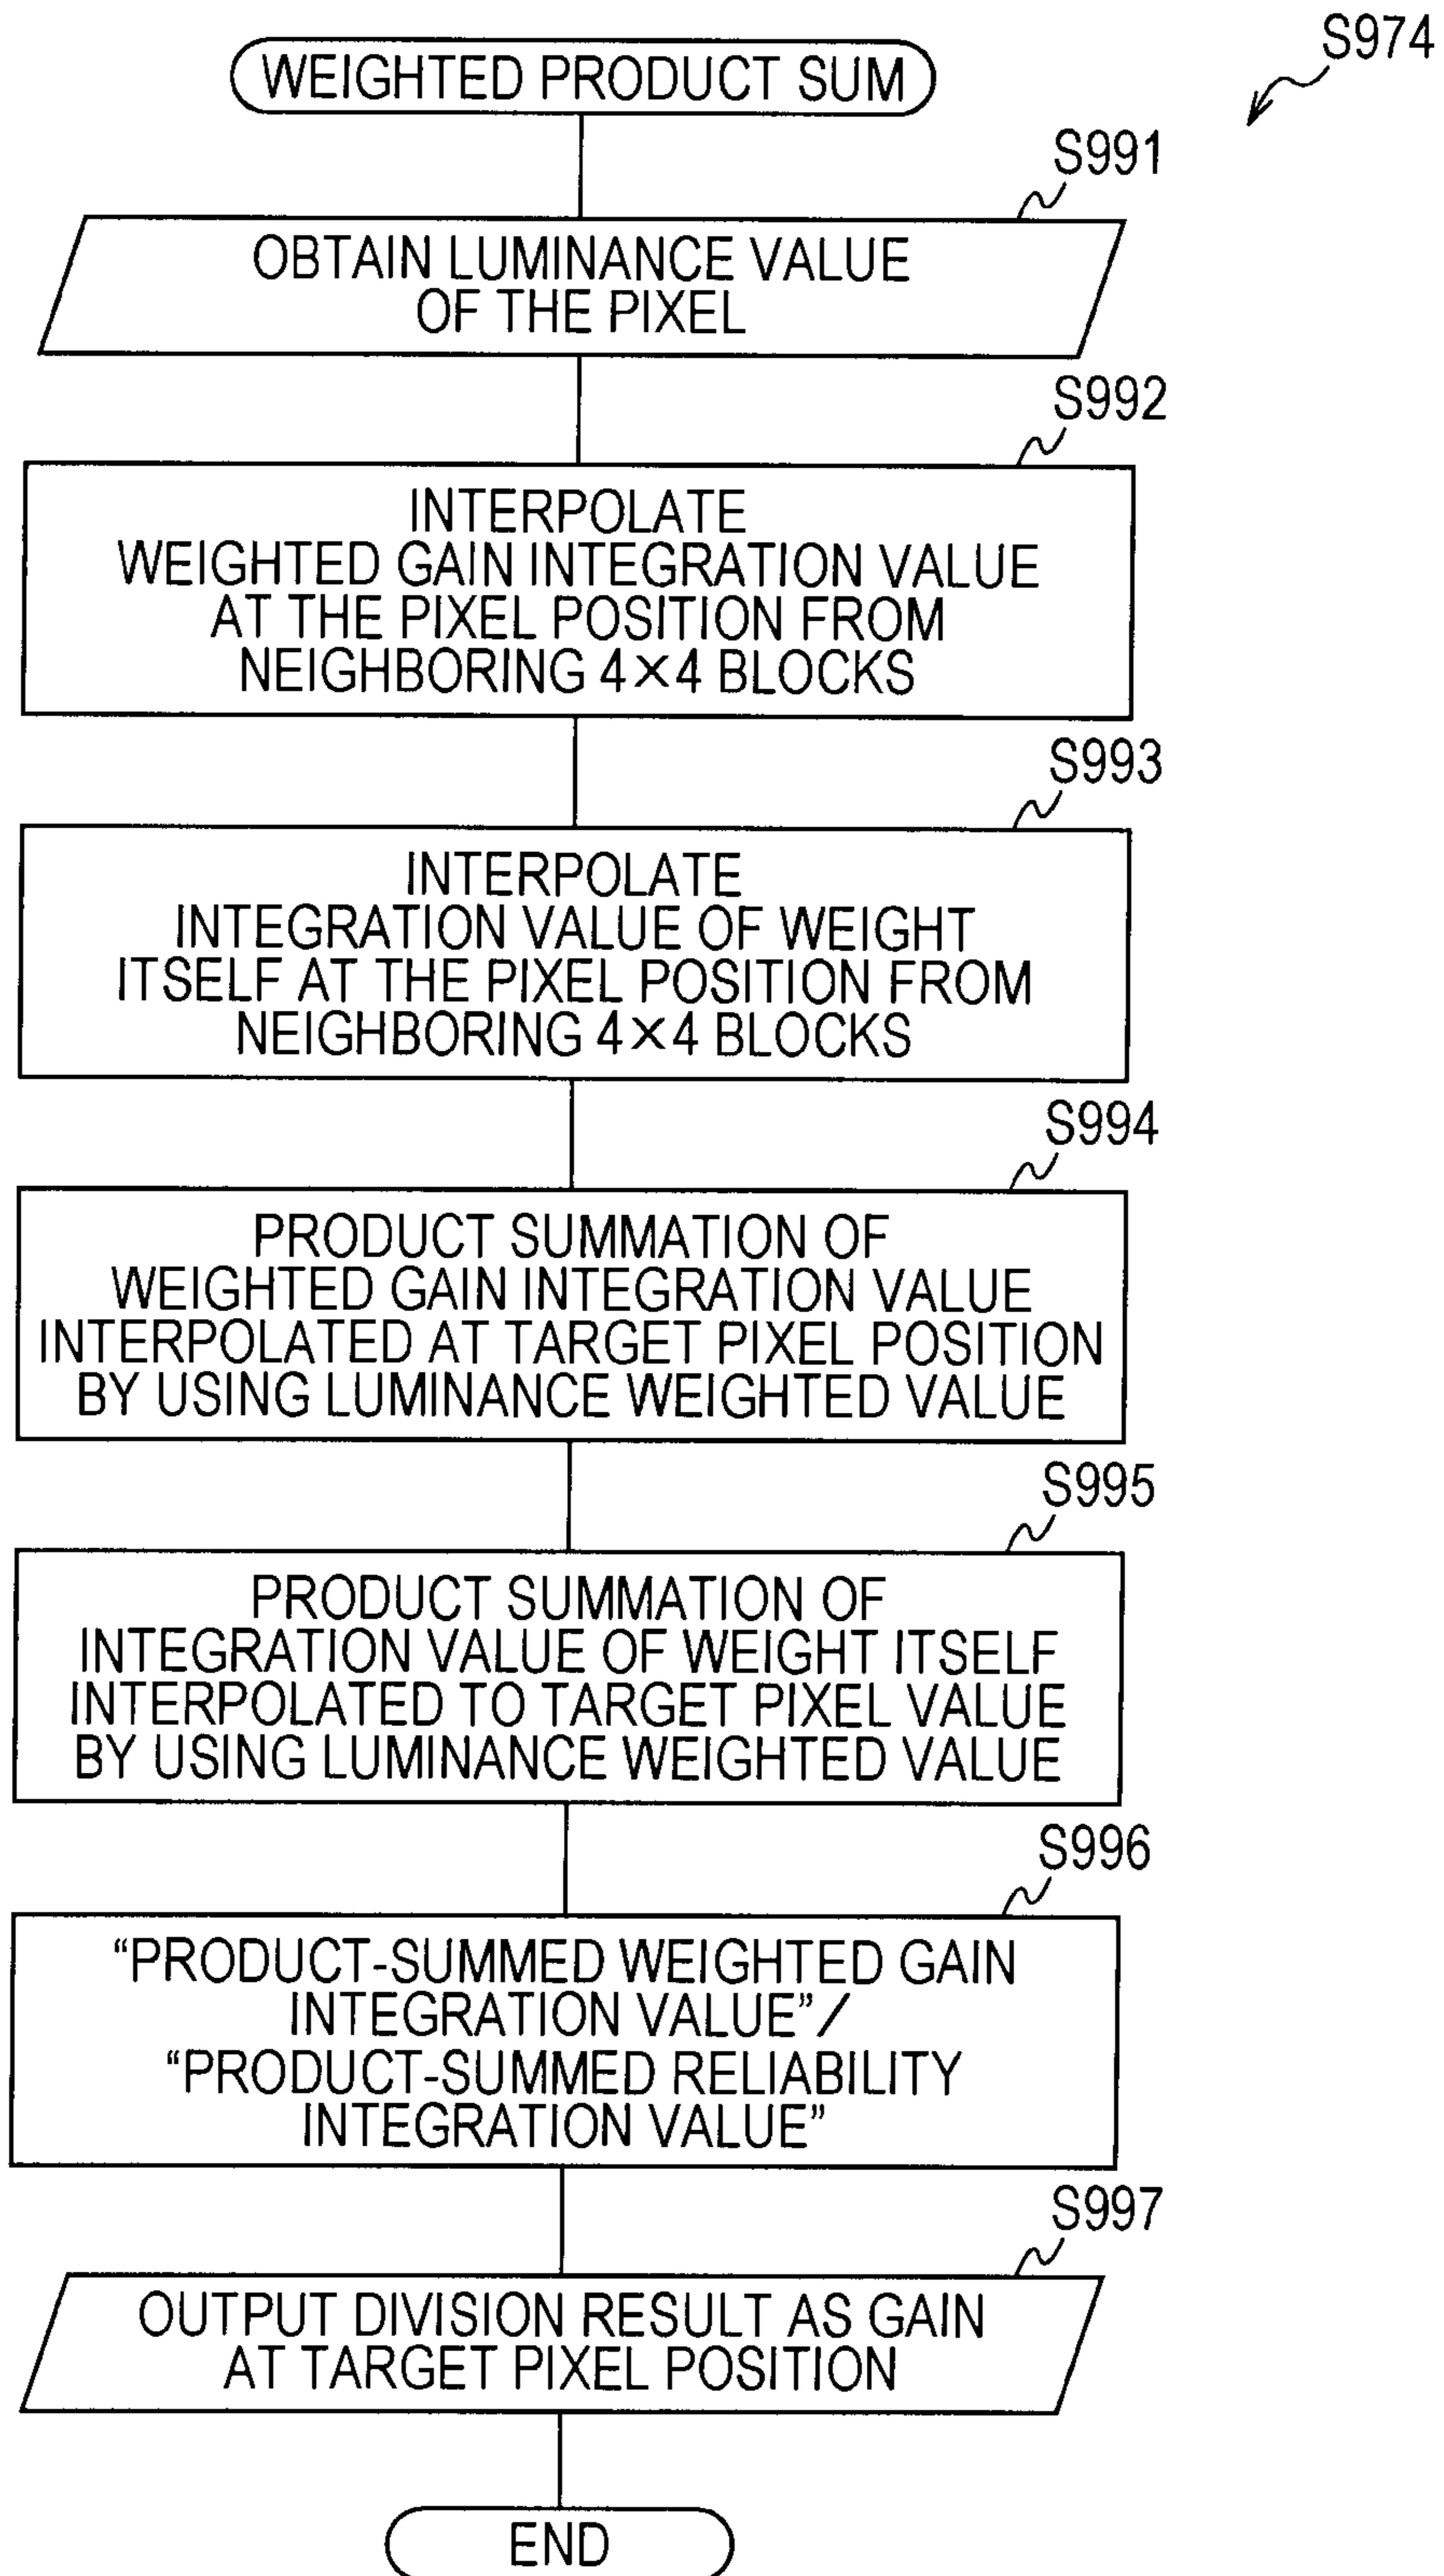 S974
WEIGHTED PRODUCT SUM
S991
OBTAIN LUMINANCE VALUE
OF THE PIXEL
S992
INTERPOLATE
WEIGHTED GAIN INTEGRATION VALUE
AT THE PIXEL POSITION FROM
NEIGHBORING 4×4 BLOCKS
S993
INTERPOLATE
INTEGRATION VALUE OF WEIGHT
ITSELF AT THE PIXEL POSITION FROM
NEIGHBORING 4×4 BLOCKS
S994
PRODUCT SUMMATION OF
WEIGHTED GAIN INTEGRATION VALUE
INTERPOLATED AT TARGET PIXEL POSITION
BY USING LUMINANCE WEIGHTED VALUE
S995
PRODUCT SUMMATION OF
INTEGRATION VALUE OF WEIGHT ITSELF
INTERPOLATED TO TARGET PIXEL VALUE
BY USING LUMINANCE WEIGHTED VALUE
S996
“PRODUCT-SUMMED WEIGHTED GAIN
INTEGRATION VALUE”/
“PRODUCT-SUMMED RELIABILITY
INTEGRATION VALUE”
S997
OUTPUT DIVISION RESULT AS GAIN
AT TARGET PIXEL POSITION
END